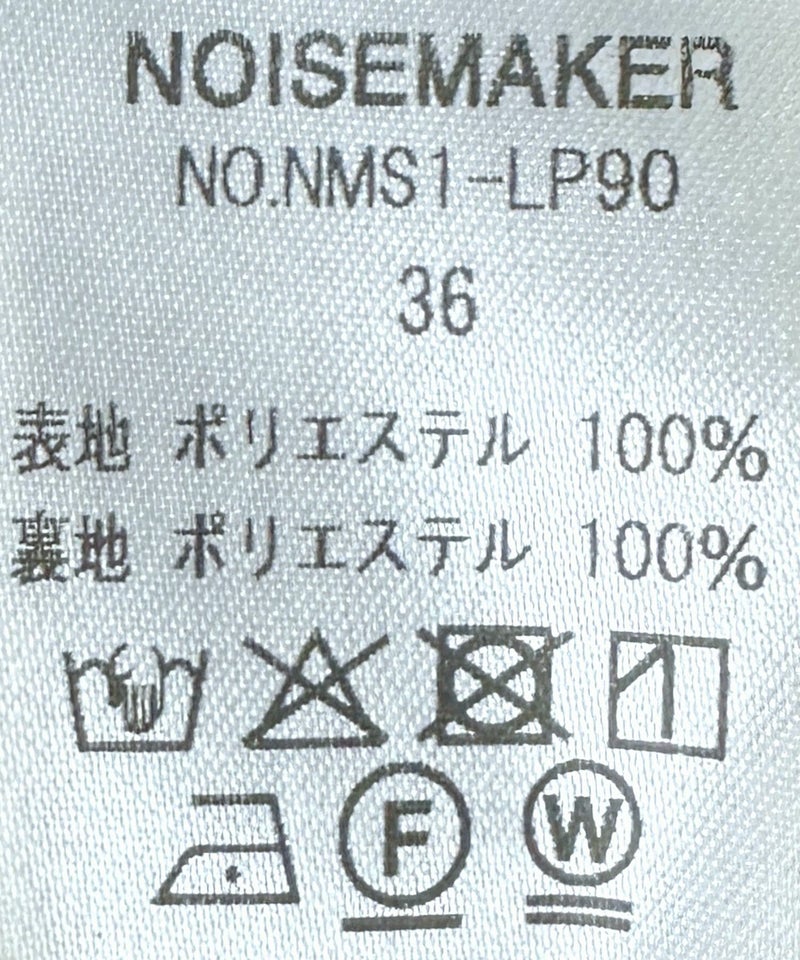 NOISEMAKER
NO.NMS1-LP90
36
表地 ポリエステル 100%
裏地 ポリエステル 100%
F W